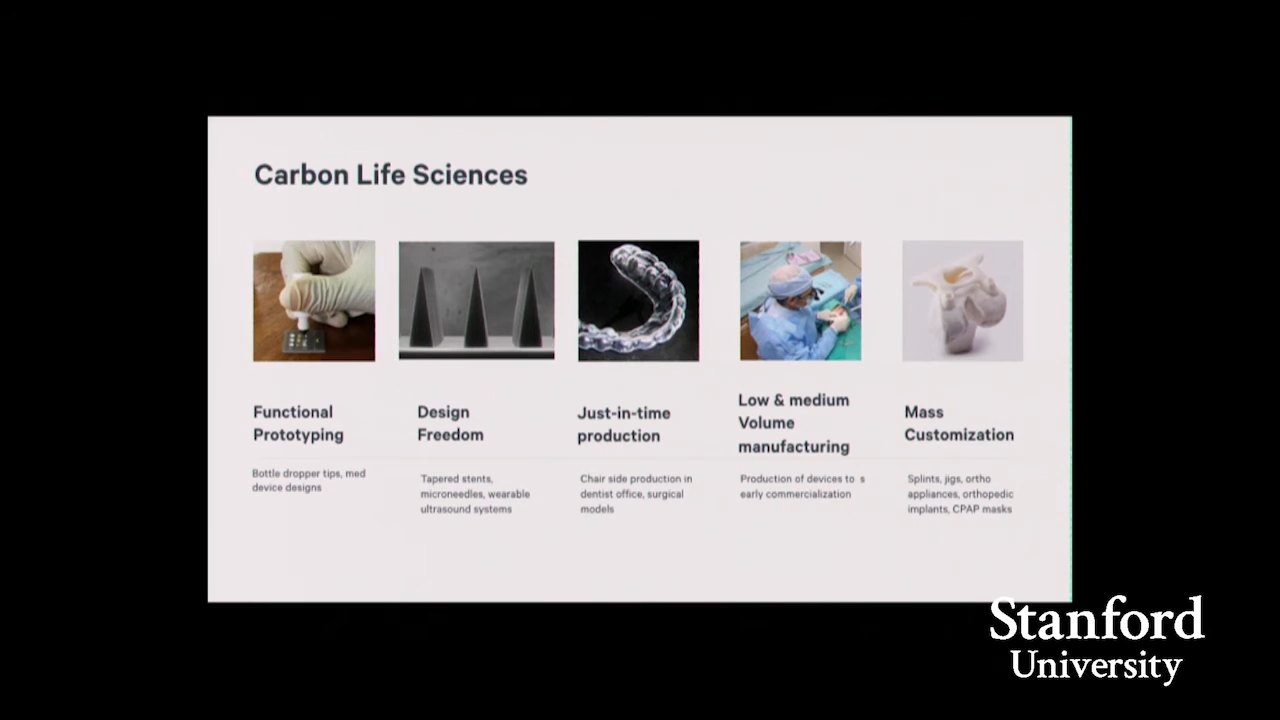 Carbon Life Sciences
Functional
Prototyping
Bottle dropper tips, med
device designs
Design
Freedom
Tapered stents,
microneedles, wearable
ultrasound systems
Just-in-time
production
Chair side production in
dentist office, surgical
models
Low & medium
Volume
manufacturing
Production of devices to s
early commercialization
Mass
Customization
Splints, jigs, ortho
appliances, orthopedic
implants, CPAP masks
Stanford
University